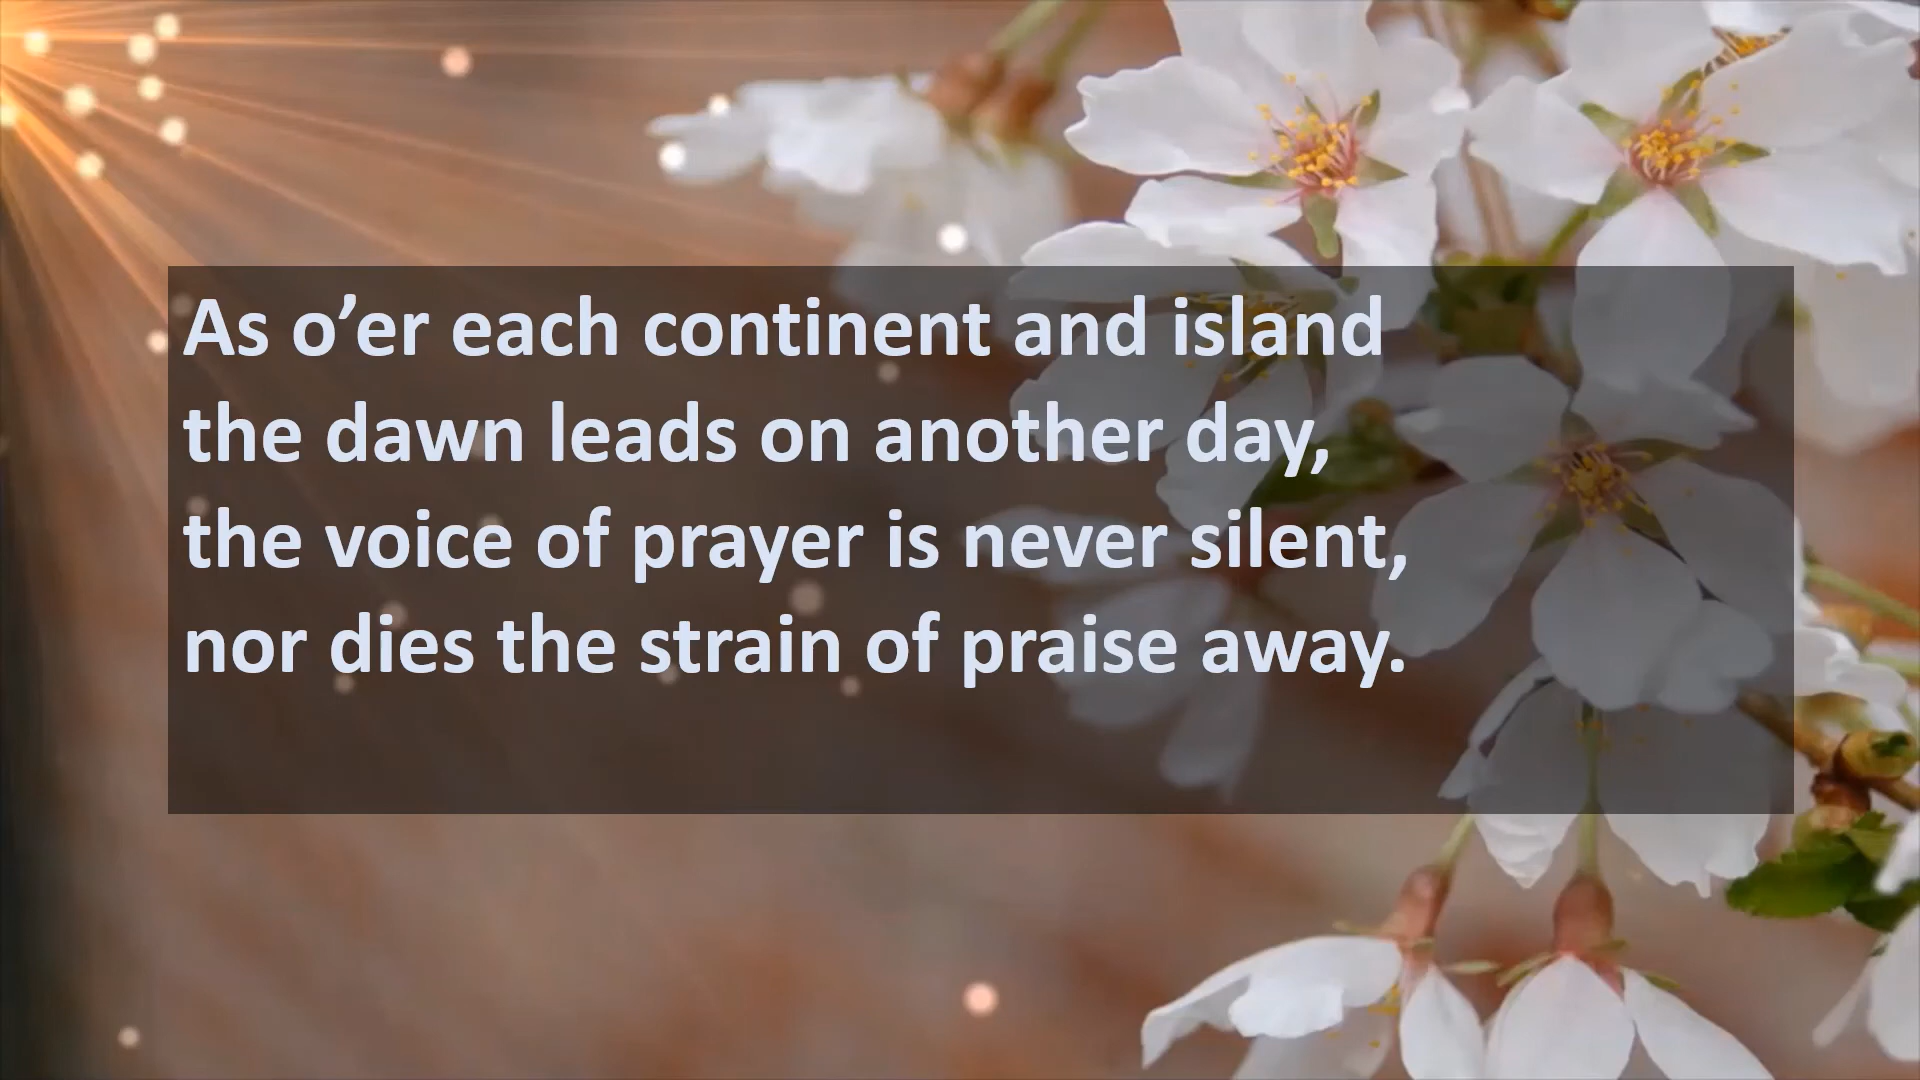 As o’er each continent and island
the dawn leads on another day,
the voice of prayer is never silent,
nor dies the strain of praise away.